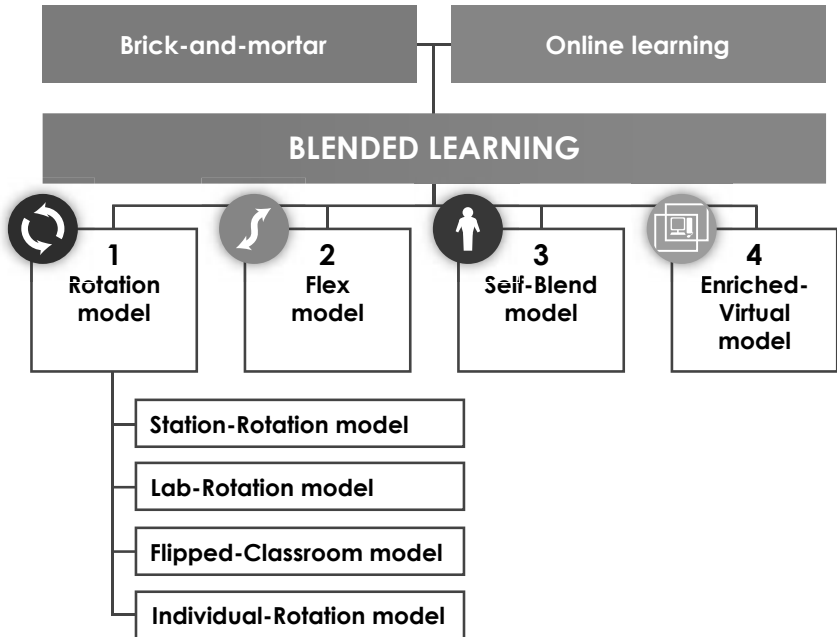 Brick-and-mortar
Online learning
BLENDED LEARNING
1
Rotation
model
2
Flex
model
3
Self-Blend
model
4
Enriched-
Virtual
model
Station-Rotation model
Lab-Rotation model
Flipped-Classroom model
Individual-Rotation model